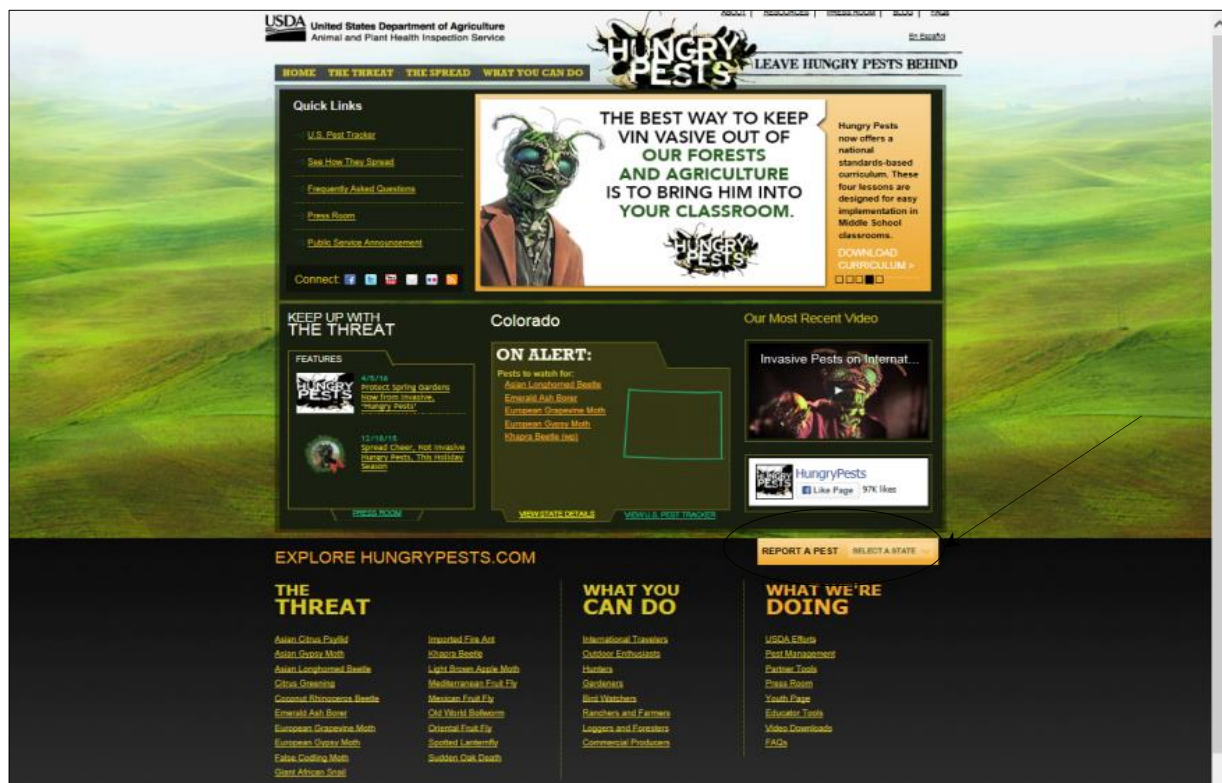 USDA United States Department of Agriculture
Animal and Plant Health Inspection Service
ABOUT | RESOURCES | PRESS ROOM | BLOG | FAQs
En Español
HUNGRY
PESTS
LEAVE HUNGRY PESTS BEHIND
HOME THE THREAT THE SPREAD WHAT YOU CAN DO
Quick Links
U.S. Pest Tracker
See How They Spread
Frequently Asked Questions
Press Room
Public Service Announcement
Connect:
THE BEST WAY TO KEEP
VIN VASIVE OUT OF
OUR FORESTS
AND AGRICULTURE
IS TO BRING HIM INTO
YOUR CLASSROOM.
HUNGRY
PESTS
Hungry Pests
now offers a
national
standards-based
curriculum. These
four lessons are
designed for easy
implementation in
Middle School
classrooms.
DOWNLOAD
CURRICULUM >
KEEP UP WITH
THE THREAT
FEATURES
HUNGRY
PESTS
4/5/16
Protect Spring Gardens
Now from Invasive,
"Hungry Pests"
12/18/15
Spread Cheer, Not Invasive
Hungry Pests, This Holiday
Season
PRESS ROOM
Colorado
ON ALERT:
Pests to watch for:
Asian Longhorned Beetle
Emerald Ash Borer
European Grapevine Moth
European Gypsy Moth
Khapra Beetle (wp)
VIEW STATE DETAILS
VIEW U.S. PEST TRACKER
Our Most Recent Video
Invasive Pests on Internat...
HUNGRY
PESTS
HungryPests
Like Page 97K likes
REPORT A PEST SELECT A STATE
EXPLORE HUNGRYPESTS.COM
THE
THREAT
Asian Citrus Psyllid
Asian Gypsy Moth
Asian Longhorned Beetle
Citrus Greening
Coconut Rhinoceros Beetle
Emerald Ash Borer
European Grapevine Moth
European Gypsy Moth
False Codling Moth
Giant African Snail
Imported Fire Ant
Khapra Beetle
Light Brown Apple Moth
Mediterranean Fruit Fly
Mexican Fruit Fly
Old World Bollworm
Oriental Fruit Fly
Spotted Lanternfly
Sudden Oak Death
WHAT YOU
CAN DO
International Travelers
Outdoor Enthusiasts
Hunters
Gardeners
Bird Watchers
Ranchers and Farmers
Loggers and Foresters
Commercial Producers
WHAT WE'RE
DOING
USDA Efforts
Pest Management
Partner Tools
Press Room
Youth Page
Educator Tools
Video Downloads
FAQs